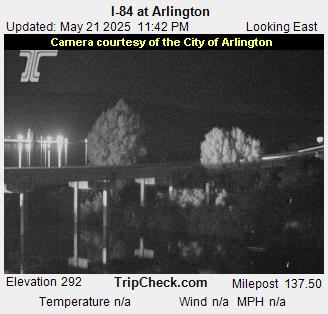 I-84 at Arlington
Updated: May 21 2025 11:42 PM Looking East
Camera courtesy of the City of Arlington
Elevation 292 TripCheck.com Milepost 137.50
Temperature n/a Wind n/a MPH n/a